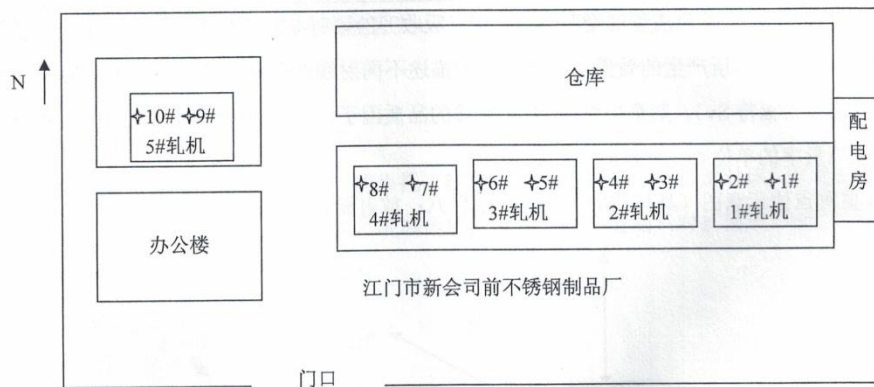 N
仓库
配电房
10# 9#
5#轧机
8# 7#
4#轧机
6# 5#
3#轧机
4# 3#
2#轧机
2# 1#
1#轧机
办公楼
江门市新会司前不锈钢制品厂
门口